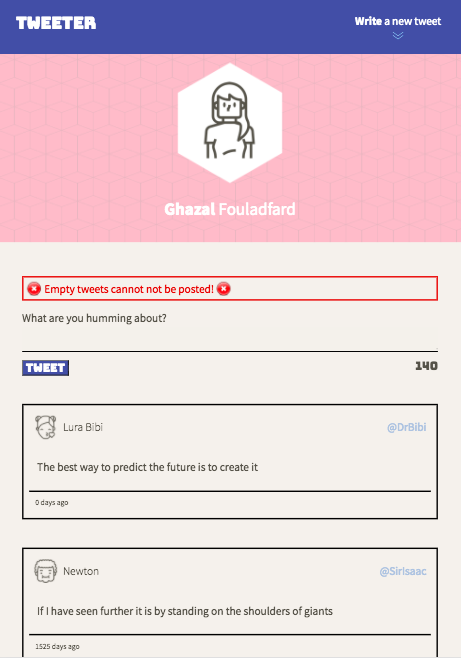 TWEETER
Write a new tweet
Ghazal Fouladfard
Empty tweets cannot not be posted!
What are you humming about?
TWEET 140
Lura Bibi @DrBibi
The best way to predict the future is to create it
0 days ago
Newton @SirIsaac
If I have seen further it is by standing on the shoulders of giants
1525 days ago